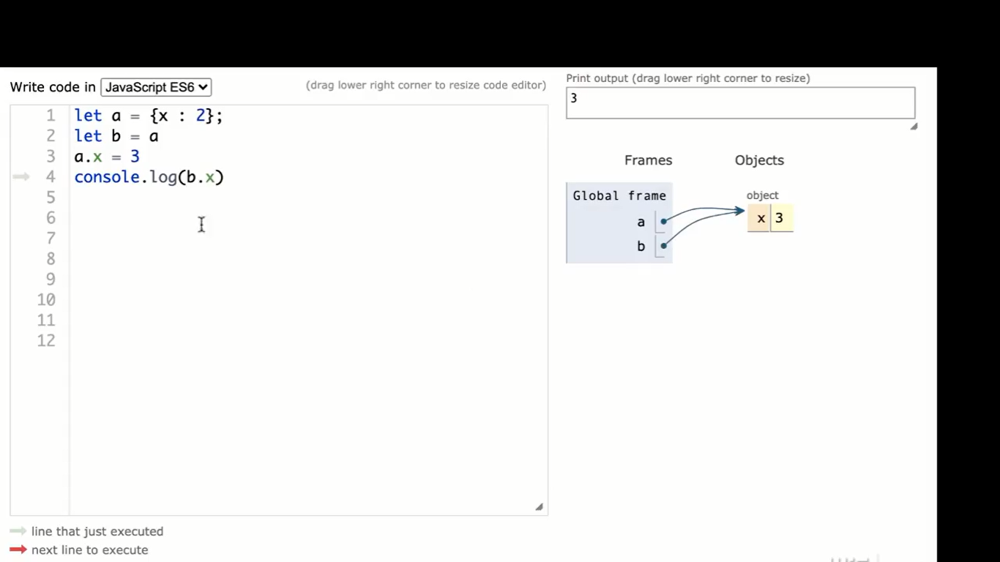 Write code in JavaScript ES6
(drag lower right corner to resize code editor)
1 let a = {x : 2};
2 let b = a
3 a.x = 3
4 console.log(b.x)
5
6
7
8
9
10
11
12
line that just executed
next line to execute
Print output (drag lower right corner to resize)
3
Frames Objects
Global frame
a
b
object
x 3